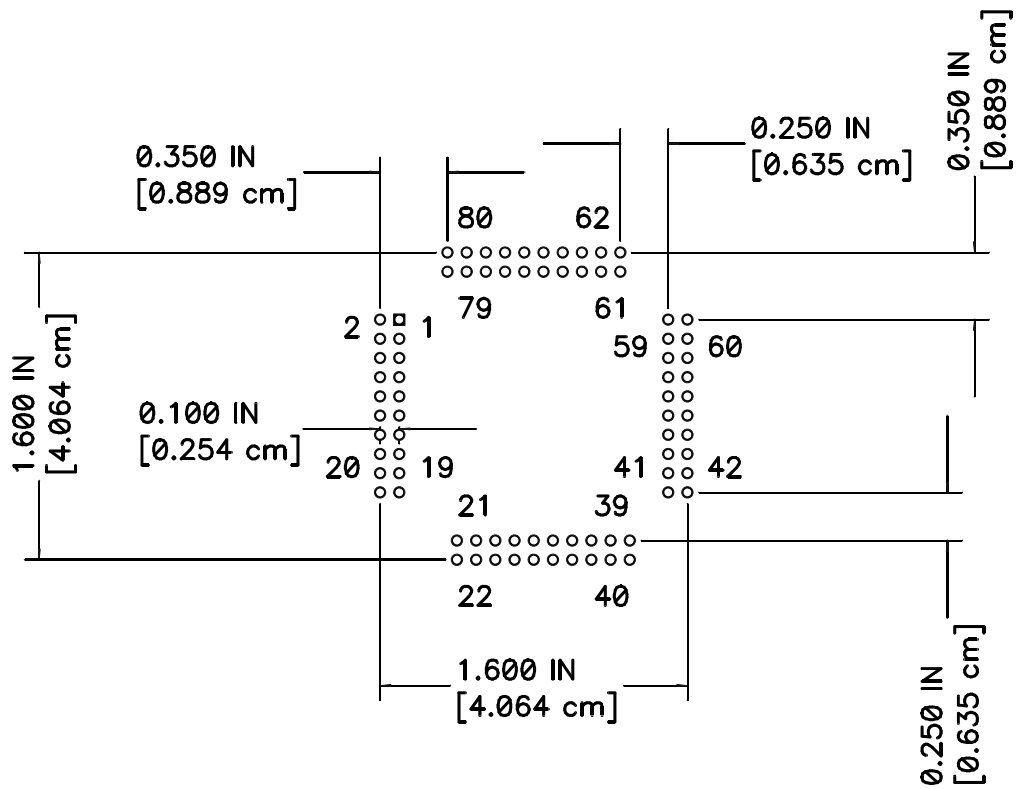 0.350 IN
[0.889 cm]
0.250 IN
[0.635 cm]
0.350 IN
[0.889 cm]
80 62
79 61
2 1
59 60
1.600 IN
[4.064 cm]
0.100 IN
[0.254 cm]
20 19
41 42
21 39
22 40
1.600 IN
[4.064 cm]
0.250 IN
[0.635 cm]